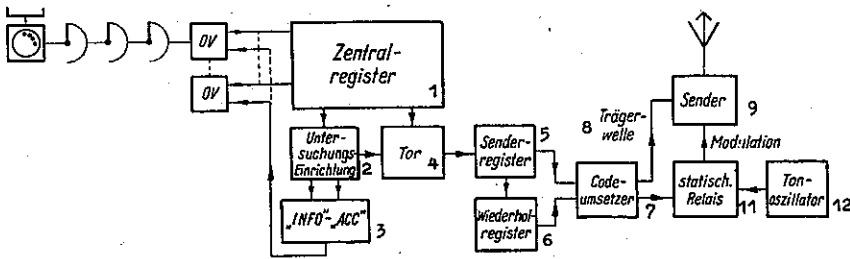 OV
OV
Zentral-
register
1
Unter-
suchungs-
Einrichtung
2
Tor
4
„INFO"-„ACC"
3
Sender-
register
5
Wiederhol-
register
6
Code-
umsetzer
7
8 Träger-
welle
Sender
9
Modulation
statisch.
Relais
11
Ton-
oszillator
12